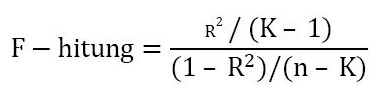 F – hitung = R² / (K – 1)
(1 – R²)/(n – K)